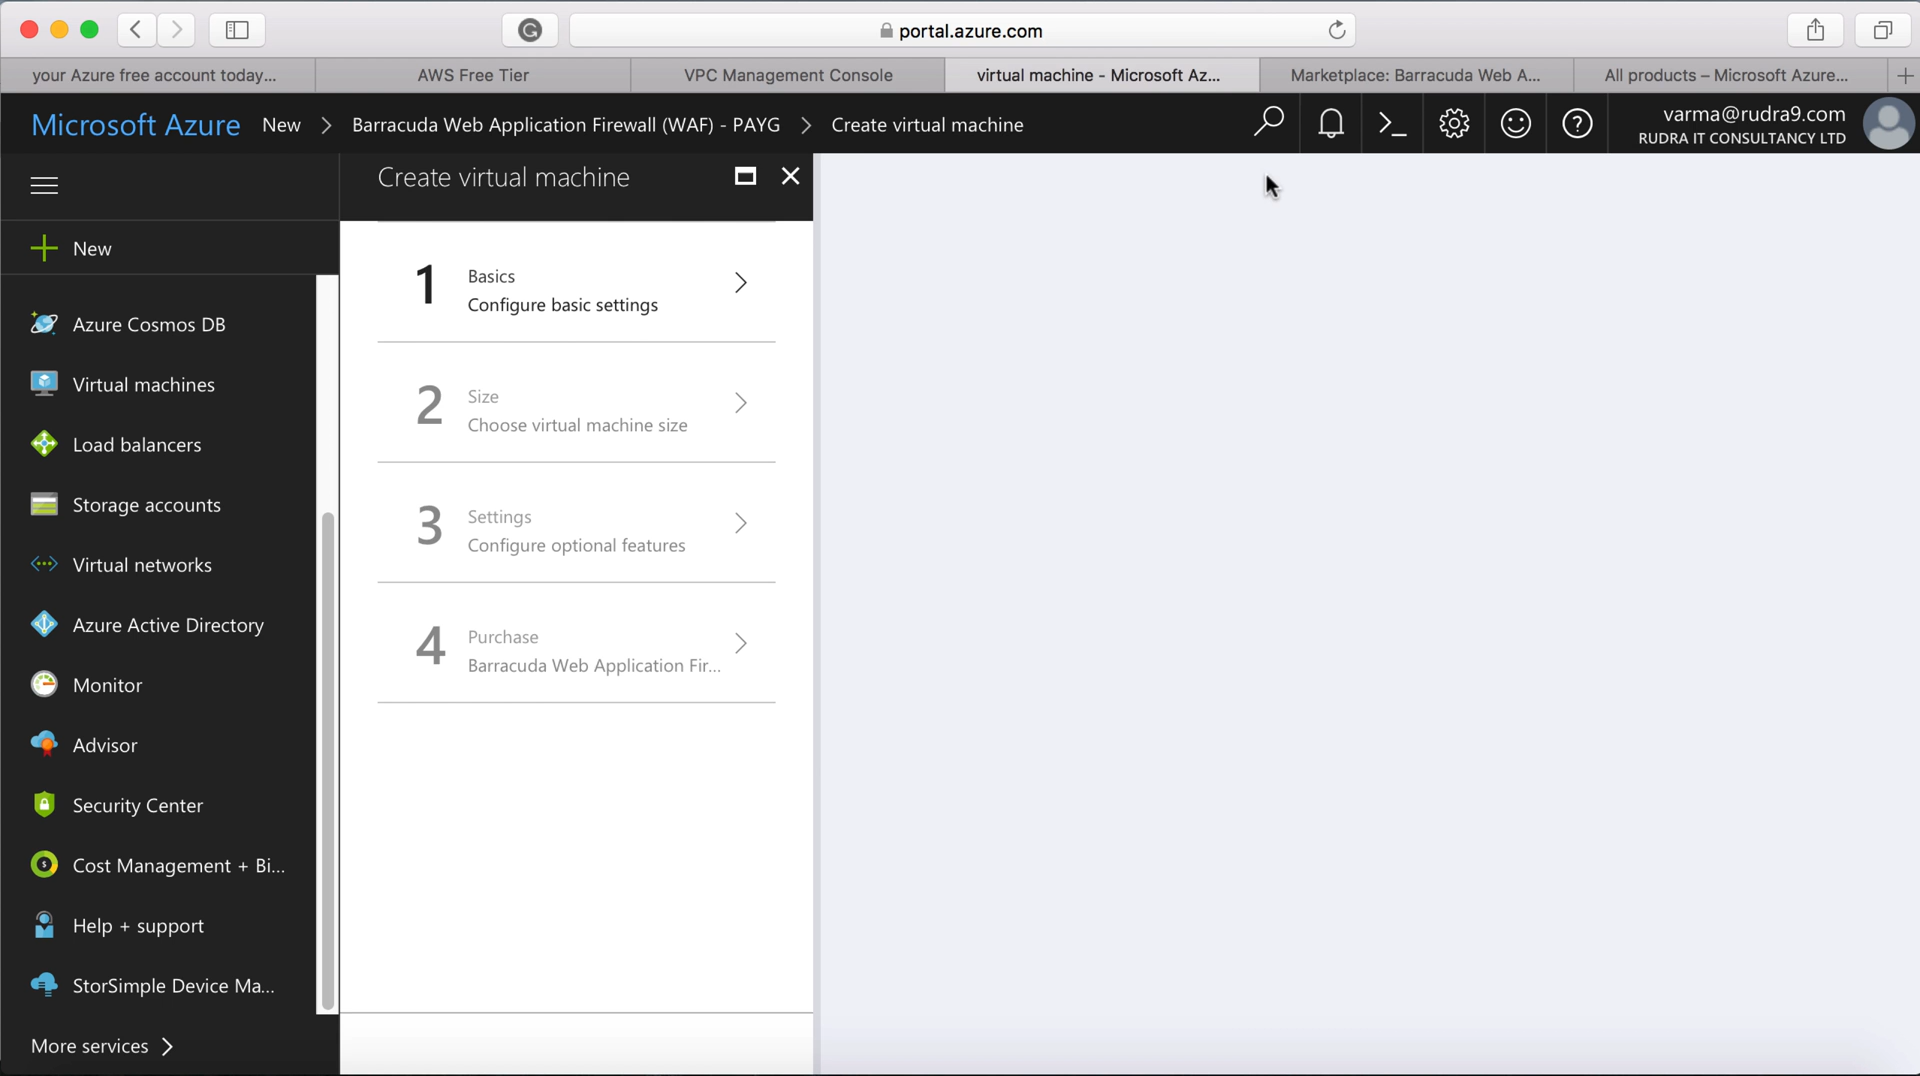 portal.azure.com
your Azure free account today...
AWS Free Tier
VPC Management Console
virtual machine - Microsoft Az...
Marketplace: Barracuda Web A...
All products – Microsoft Azure...
Microsoft Azure
New
Barracuda Web Application Firewall (WAF) - PAYG
Create virtual machine
varma@rudra9.com
RUDRA IT CONSULTANCY LTD
New
Azure Cosmos DB
Virtual machines
Load balancers
Storage accounts
Virtual networks
Azure Active Directory
Monitor
Advisor
Security Center
Cost Management + Bi...
Help + support
StorSimple Device Ma...
More services
Create virtual machine
1
Basics
Configure basic settings
2
Size
Choose virtual machine size
3
Settings
Configure optional features
4
Purchase
Barracuda Web Application Fir...